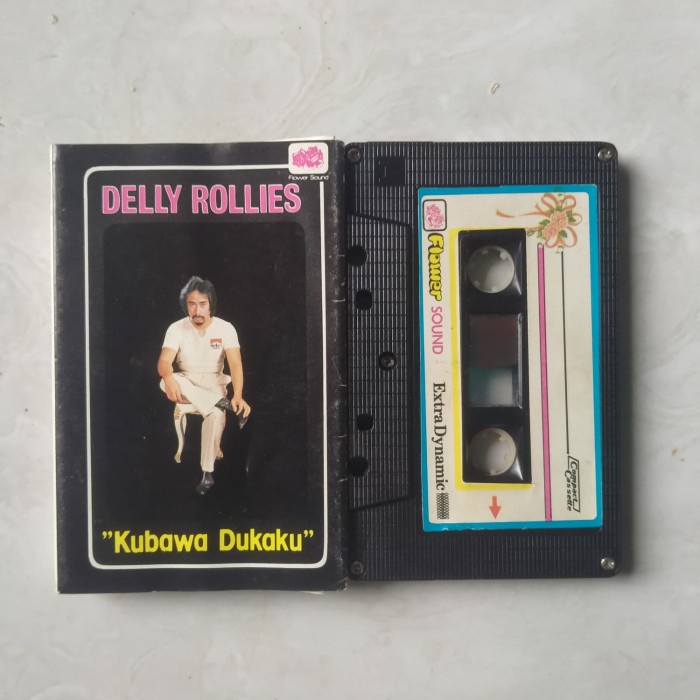 Flower Sound
DELLY ROLLIES
"Kubawa Dukaku"
Flower SOUND
ExtraDynamic
Compact
Cassette